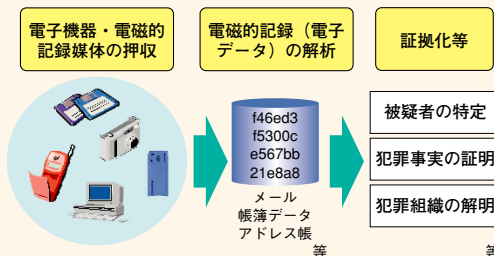 電子機器・電磁的
記録媒体の押収
電磁的記録（電子
データ）の解析
証拠化等
f46ed3
f5300c
e567bb
21e8a8
メール
帳簿データ
アドレス帳
等
被疑者の特定
犯罪事実の証明
犯罪組織の解明
等